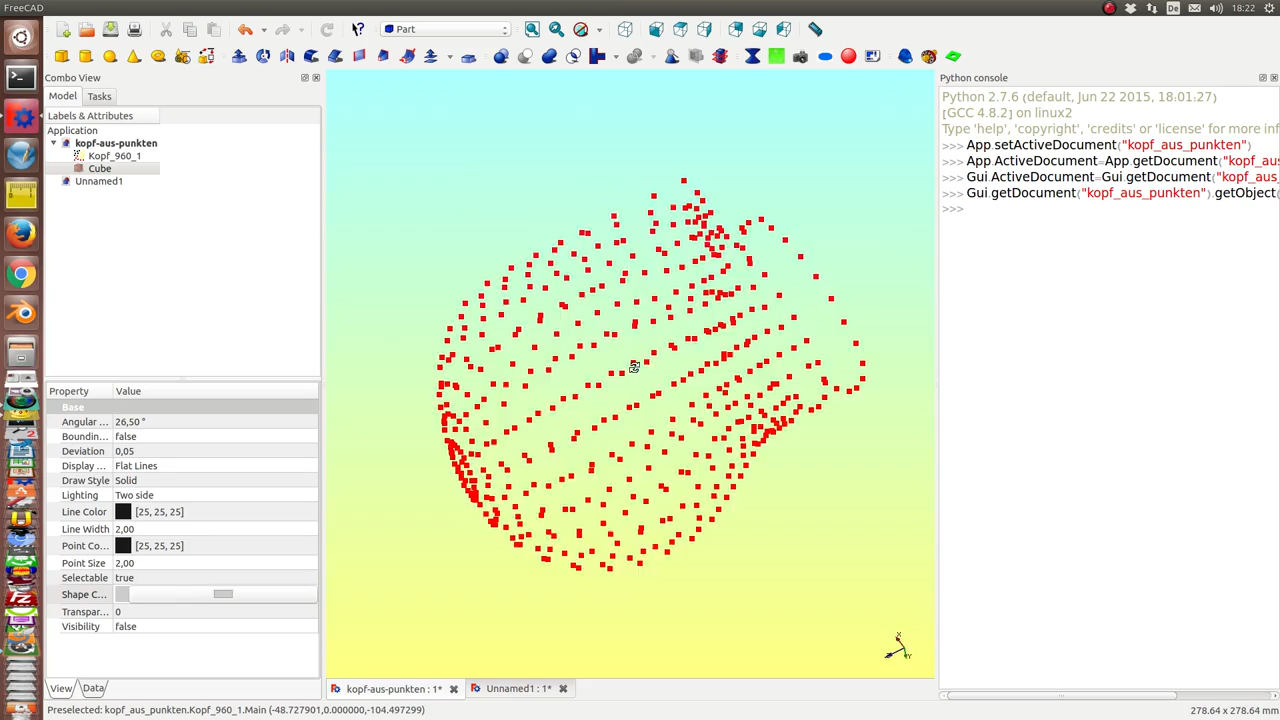 FreeCAD
De
18:22
Part
Combo View
Model
Tasks
Labels & Attributes
Application
kopf-aus-punkten
Kopf_960_1
Cube
Unnamed1
Property
Value
Base
Angular ...
26,50 °
Boundin...
false
Deviation
0,05
Display ...
Flat Lines
Draw Style
Solid
Lighting
Two side
Line Color
[25, 25, 25]
Line Width
2,00
Point Co...
[25, 25, 25]
Point Size
2,00
Selectable
true
Shape C...
Transpar...
0
Visibility
false
View
Data
X
Y
kopf-aus-punkten : 1*
Unnamed1 : 1*
Python console
Python 2.7.6 (default, Jun 22 2015, 18:01:27)
[GCC 4.8.2] on linux2
Type 'help', 'copyright', 'credits' or 'license' for more inf
>>> App.setActiveDocument("kopf_aus_punkten")
>>> App.ActiveDocument=App.getDocument("kopf_aus
>>> Gui.ActiveDocument=Gui.getDocument("kopf_aus_
>>> Gui.getDocument("kopf_aus_punkten").getObject(
>>>
Preselected: kopf_aus_punkten.Kopf_960_1.Main (-48.727901,0.000000,-104.497299)
278.64 x 278.64 mm